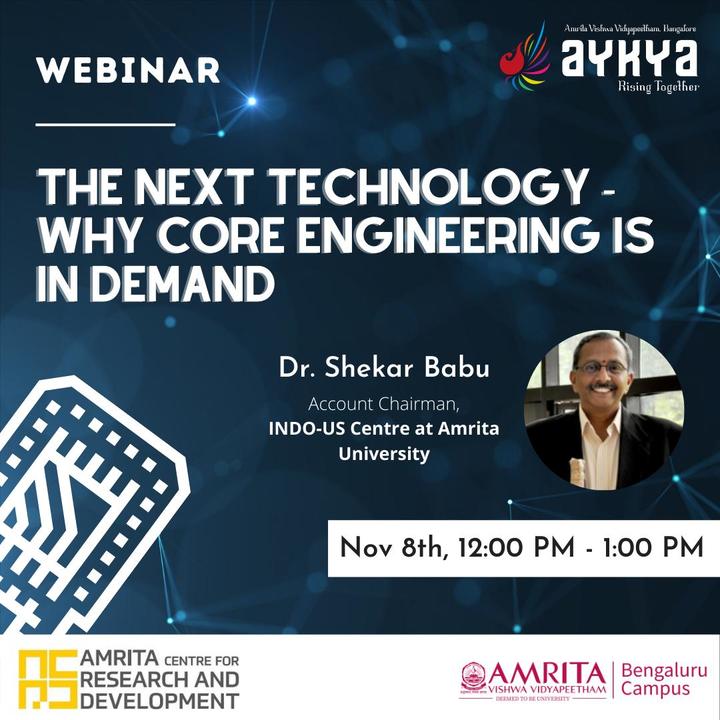 WEBINAR
Amrita Vishwa Vidyapeetham, Bangalore
AYKYA
Rising Together
THE NEXT TECHNOLOGY -
WHY CORE ENGINEERING IS
IN DEMAND
Dr. Shekar Babu
Account Chairman,
INDO-US Centre at Amrita
University
Nov 8th, 12:00 PM - 1:00 PM
AMRITA CENTRE FOR
RESEARCH AND
DEVELOPMENT
AMRITA
VISHWA VIDYAPEETHAM
DEEMED TO BE UNIVERSITY
Bengaluru
Campus